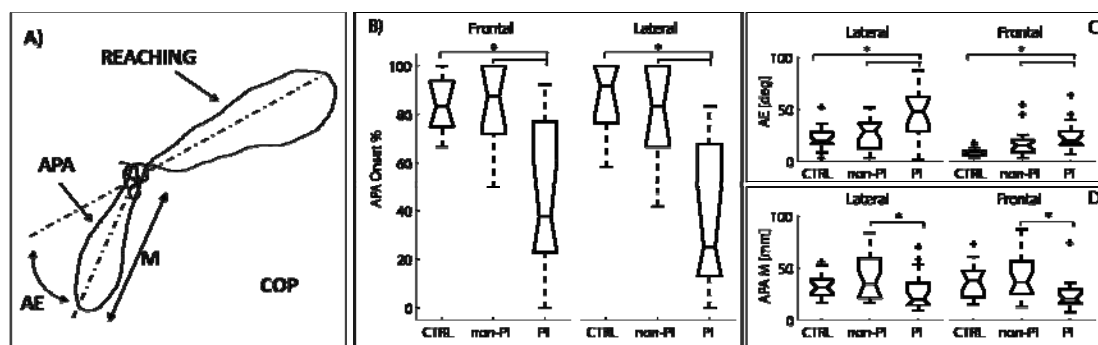 A)
REACHING
APA
M
AE
COP
B)
Frontal
Lateral
*
*
APA Onset %
100
80
60
40
20
0
CTRL
non-PI
PI
CTRL
non-PI
PI
C
Lateral
Frontal
*
*
AE [deg]
100
50
0
CTRL
non-PI
PI
CTRL
non-PI
PI
D
Lateral
Frontal
*
*
APA M [mm]
100
50
0
CTRL
non-PI
PI
CTRL
non-PI
PI